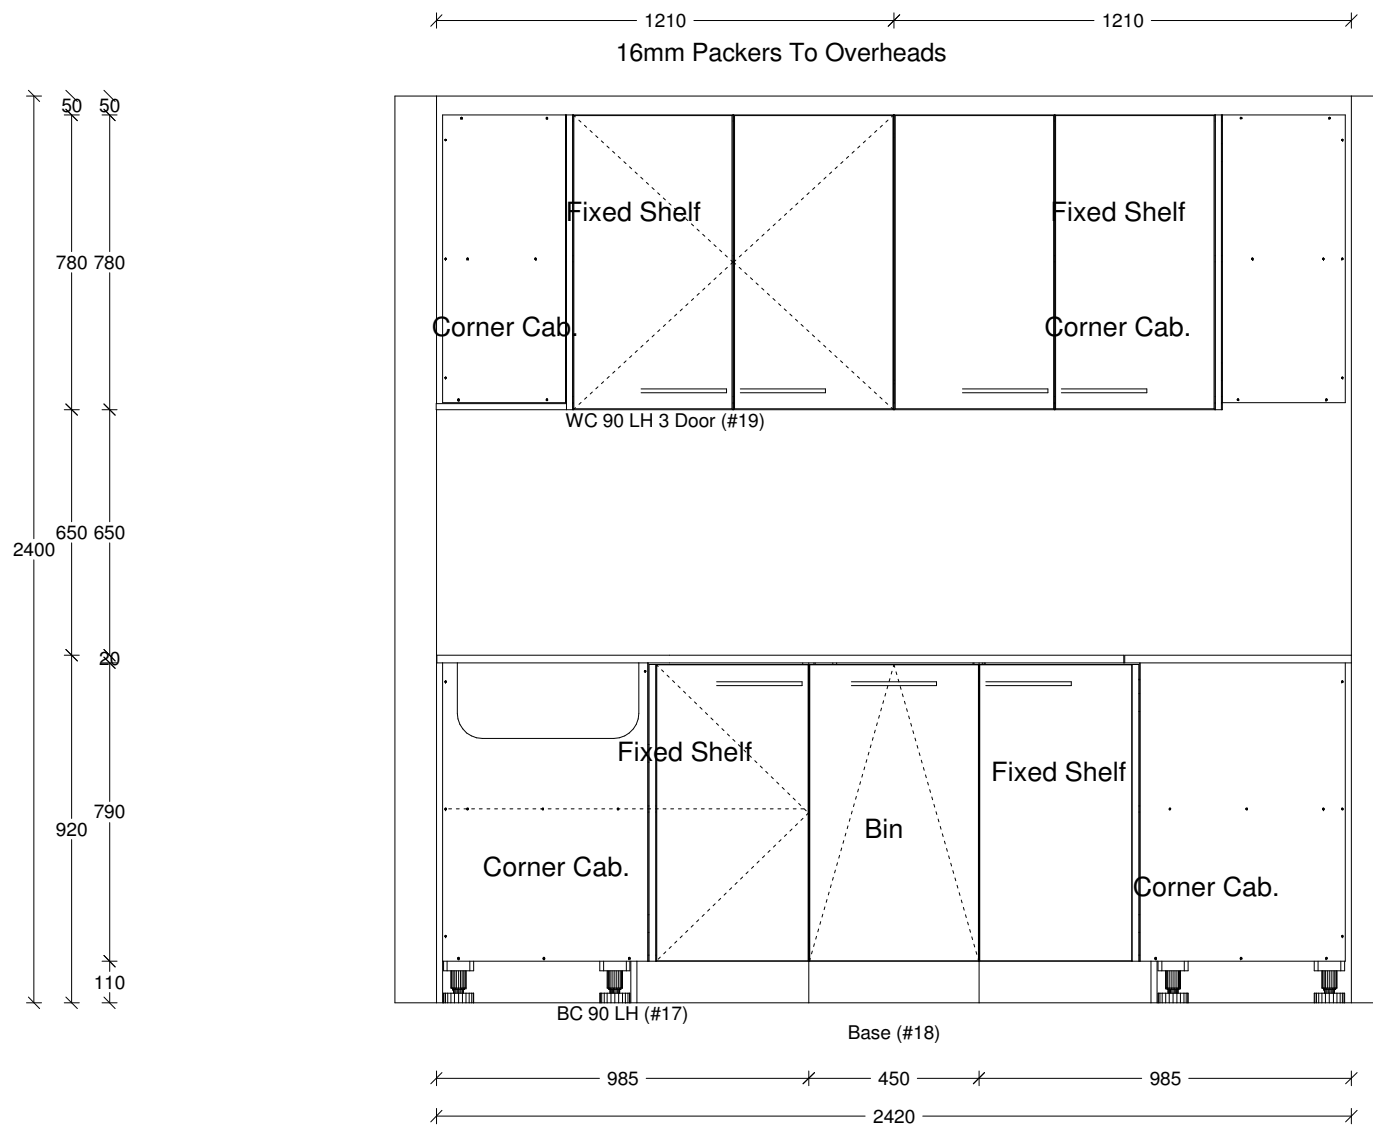 1210 1210
16mm Packers To Overheads
50 50
Fixed Shelf Fixed Shelf
780 780
Corner Cab. Corner Cab.
WC 90 LH 3 Door (#19)
650 650
2400
20
Fixed Shelf Fixed Shelf
790
920 Bin
Corner Cab. Corner Cab.
110
BC 90 LH (#17)
Base (#18)
985 450 985
2420